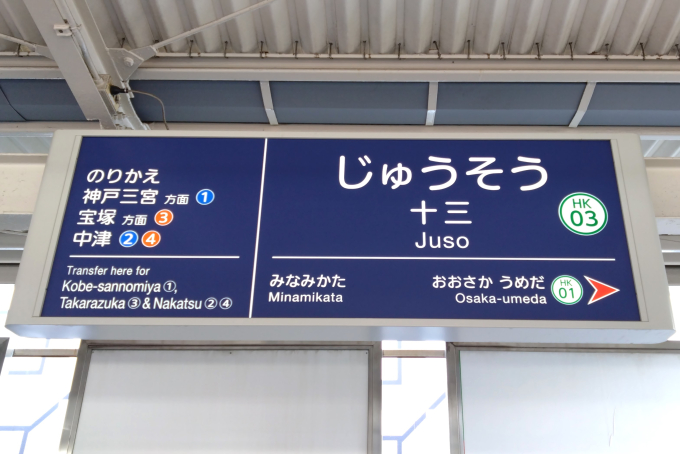 のりかえ
神戸三宮 方面 1
宝塚 方面 3
中津 2 4
Transfer here for
Kobe-sannomiya ①,
Takarazuka ③ & Nakatsu ② ④
じゅうそう
十三
Juso
HK
03
みなみかた
Minamikata
おおさか うめだ
Osaka-umeda
HK
01